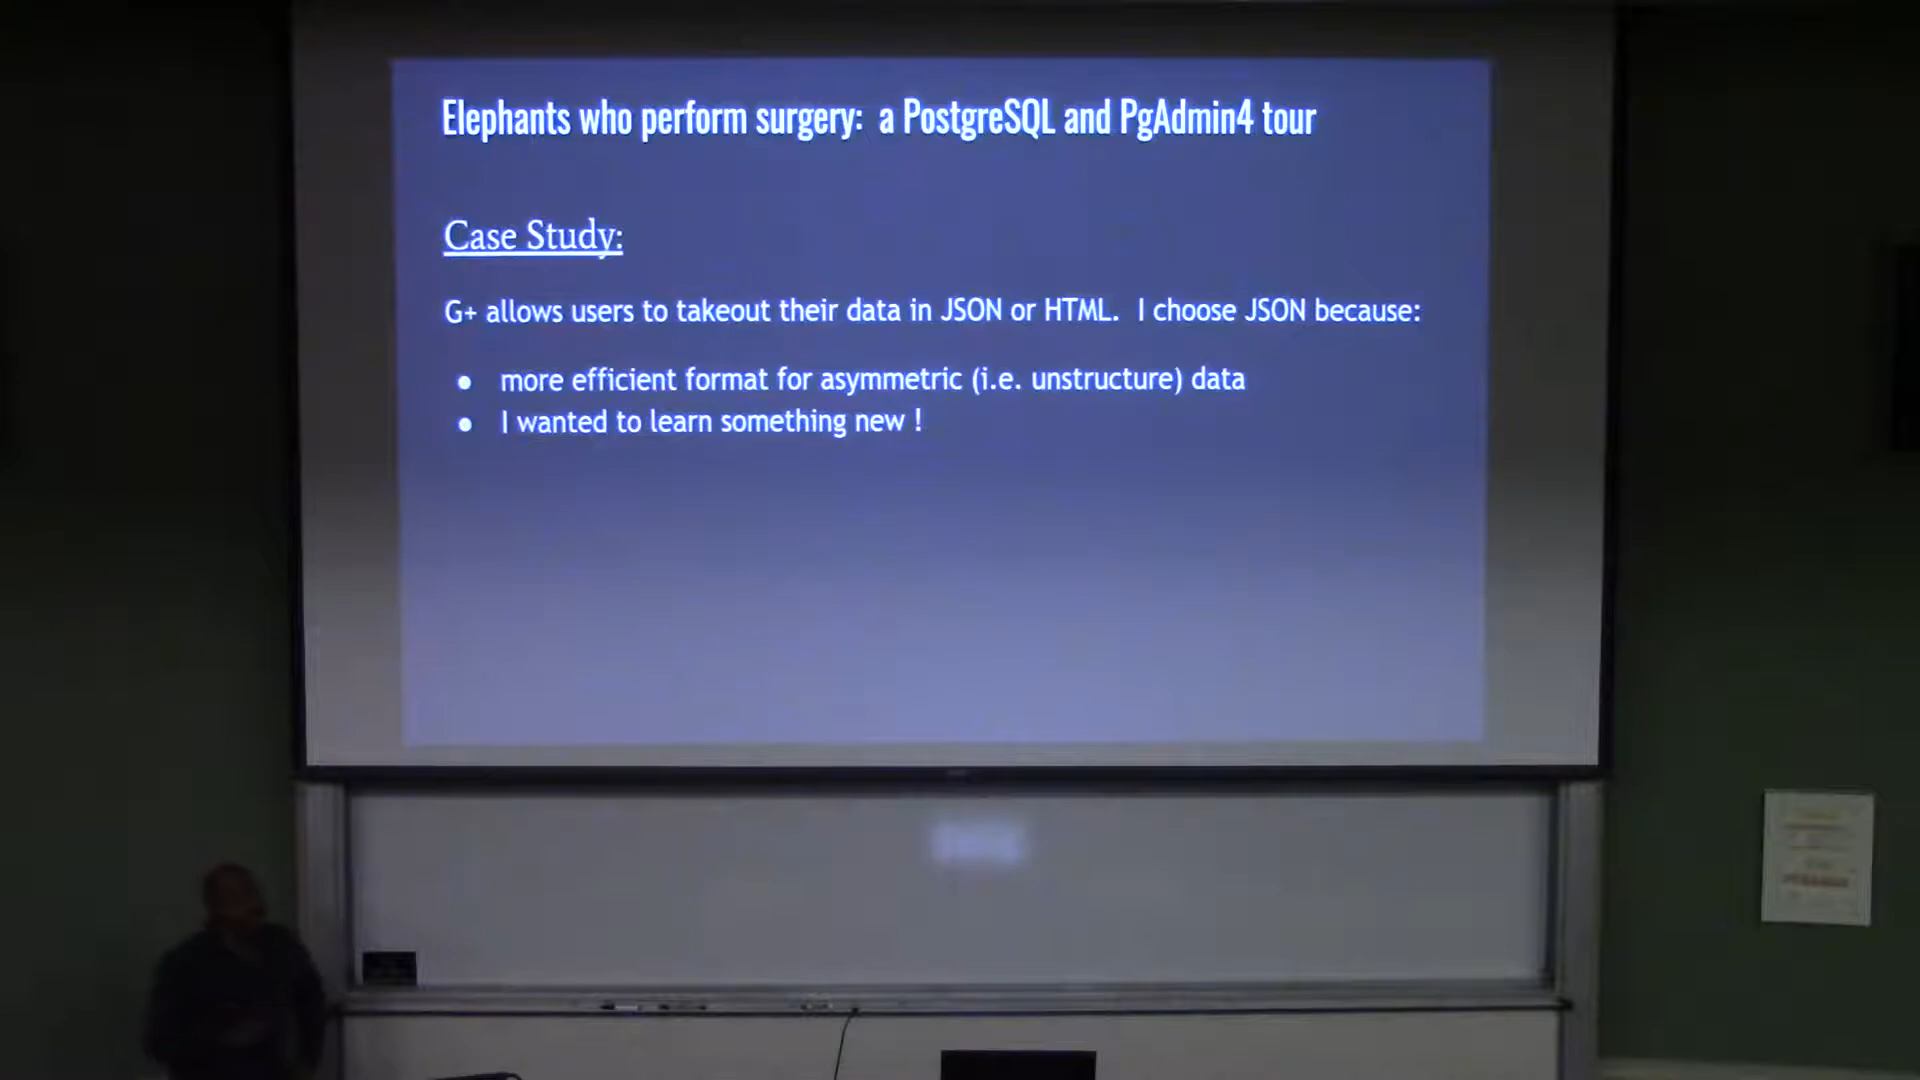 Elephants who perform surgery: a PostgreSQL and PgAdmin4 tour
Case Study:
G+ allows users to takeout their data in JSON or HTML. I choose JSON because:
● more efficient format for asymmetric (i.e. unstructure) data
● I wanted to learn something new !